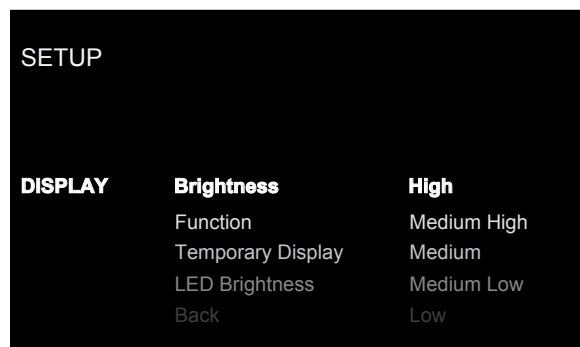 SETUP
DISPLAY Brightness High
Function Medium High
Temporary Display Medium
LED Brightness Medium Low
Back Low